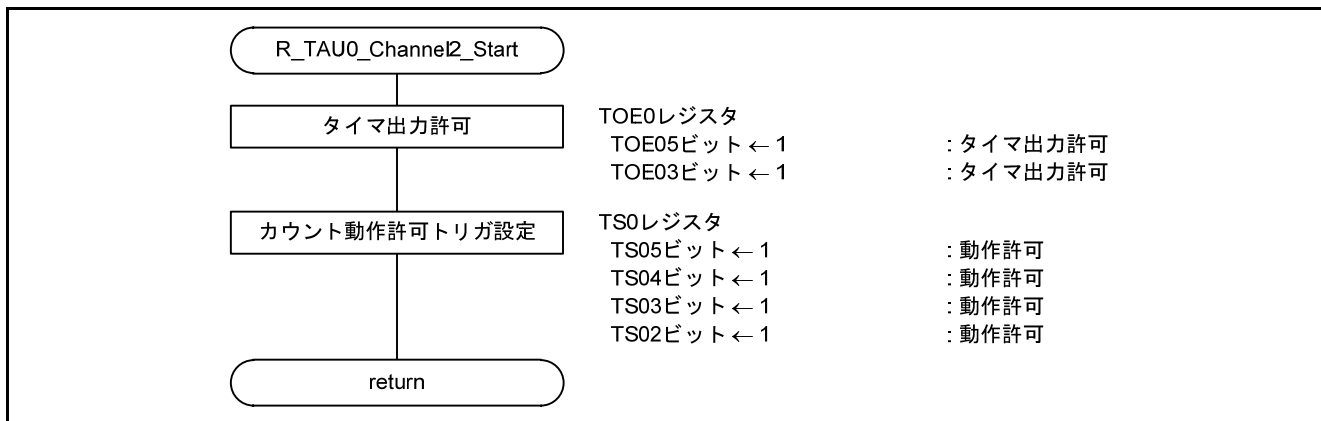 R_TAU0_Channel2_Start
タイマ出力許可
TOE0レジスタ
TOE05ビット ← 1 : タイマ出力許可
TOE03ビット ← 1 : タイマ出力許可
カウント動作許可トリガ設定
TS0レジスタ
TS05ビット ← 1 : 動作許可
TS04ビット ← 1 : 動作許可
TS03ビット ← 1 : 動作許可
TS02ビット ← 1 : 動作許可
return